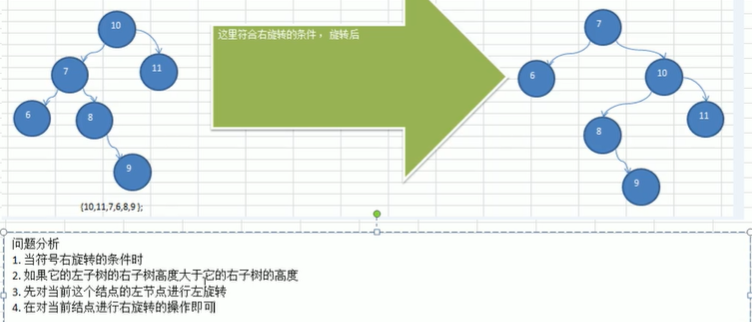 10
7
11
6
8
9
{10,11,7,6,8,9 };
这里符合右旋转的条件，旋转后
7
6
10
8
11
9
问题分析
1. 当符号右旋转的条件时
2. 如果它的左子树的右子树高度大于它的右子树的高度
3. 先对当前这个结点的左节点进行左旋转
4. 在对当前结点进行右旋转的操作即可